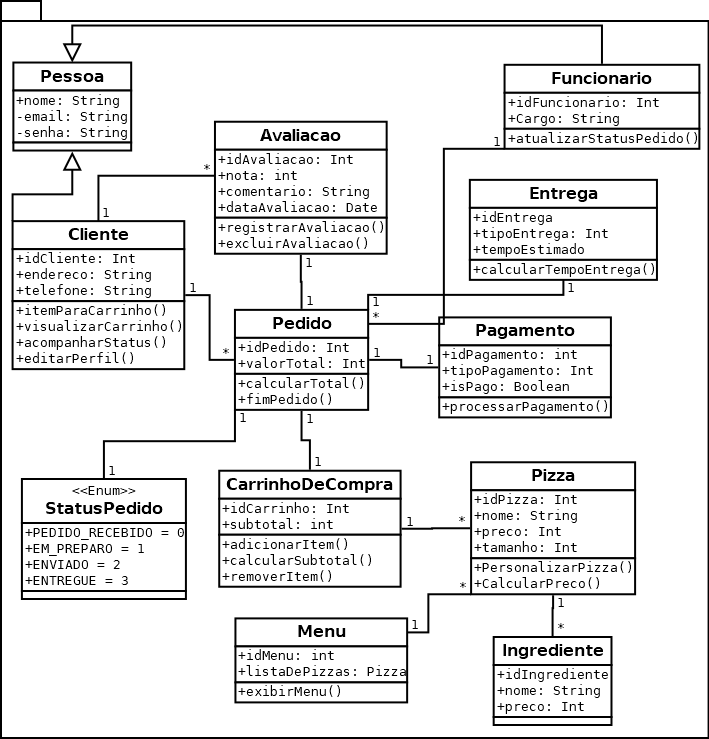 Pessoa
+nome: String
-email: String
-senha: String
Funcionario
+idFuncionario: Int
+Cargo: String
+atualizarStatusPedido()
1
Avaliacao
+idAvaliacao: Int
+nota: int
+comentario: String
+dataAvaliacao: Date
+registrarAvaliacao()
+excluirAvaliacao()
*
1
1
1
Entrega
+idEntrega
+tipoEntrega: Int
+tempoEstimado
+calcularTempoEntrega()
1
1
*
Cliente
+idCliente: Int
+endereco: String
+telefone: String
+itemParaCarrinho()
+visualizarCarrinho()
+acompanharStatus()
+editarPerfil()
1
*
Pedido
+idPedido: Int
+valorTotal: Int
+calcularTotal()
+fimPedido()
1
1
Pagamento
+idPagamento: int
+tipoPagamento: Int
+isPago: Boolean
+processarPagamento()
1
1
1
1
<<Enum>>
StatusPedido
+PEDIDO_RECEBIDO = 0
+EM_PREPARO = 1
+ENVIADO = 2
+ENTREGUE = 3
CarrinhoDeCompra
+idCarrinho: Int
+subtotal: int
+adicionarItem()
+calcularSubtotal()
+removerItem()
1
*
Pizza
+idPizza: Int
+nome: String
+preco: Int
+tamanho: Int
+PersonalizarPizza()
+CalcularPreco()
*
1
1
*
Menu
+idMenu: int
+listaDePizzas: Pizza
+exibirMenu()
Ingrediente
+idIngrediente
+nome: String
+preco: Int